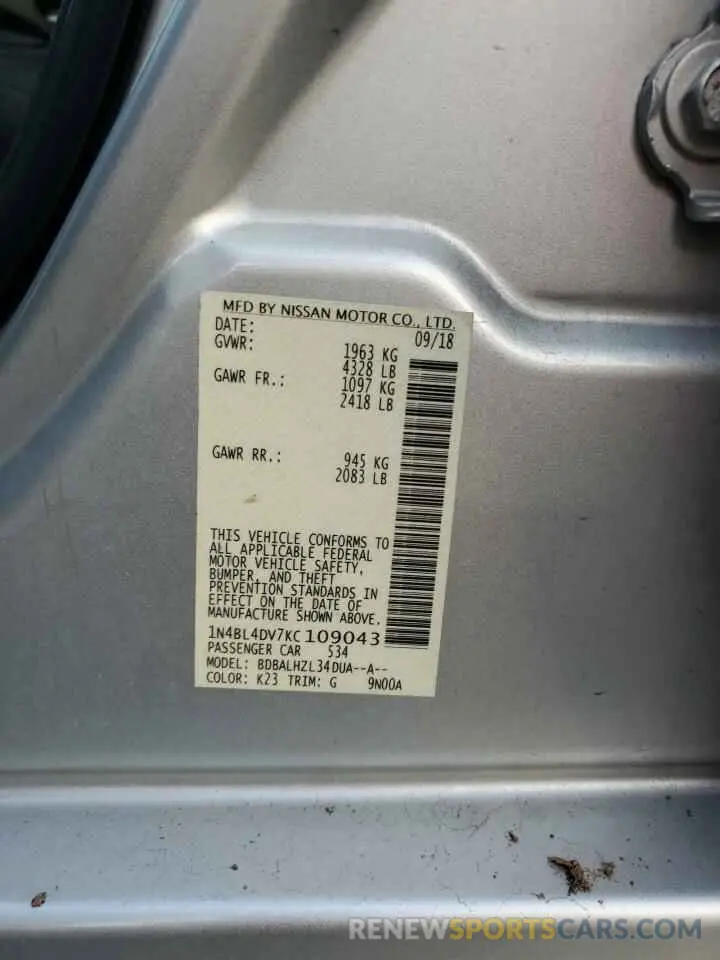 MFD BY NISSAN MOTOR CO., LTD.
DATE: 09/18
GVWR: 1963 KG
4328 LB
GAWR FR.: 1097 KG
2418 LB
GAWR RR.: 945 KG
2083 LB
THIS VEHICLE CONFORMS TO
ALL APPLICABLE FEDERAL
MOTOR VEHICLE SAFETY,
BUMPER, AND THEFT
PREVENTION STANDARDS IN
EFFECT ON THE DATE OF
MANUFACTURE SHOWN ABOVE.
1N4BL4DV7KC109043
PASSENGER CAR 534
MODEL: BDBALHZL34DUA--A--
COLOR: K23 TRIM: G 9N00A
RENEWSPORTSCARS.COM